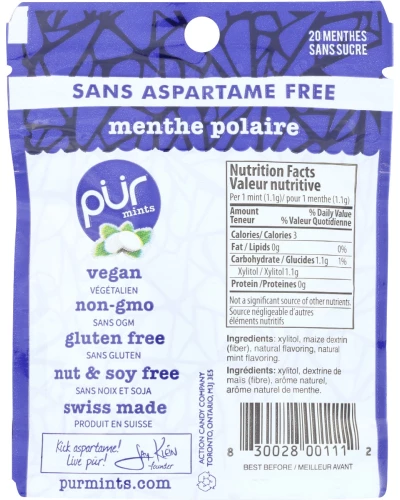 20 MENTHES
SANS SUCRE
SANS ASPARTAME FREE
menthe polaire
pür
mints
vegan
VÉGÉTALIEN
non-gmo
SANS OGM
gluten free
SANS GLUTEN
nut & soy free
SANS NOIX ET SOJA
swiss made
PRODUIT EN SUISSE
Kick aspartame!
Live pür!
Jay Klein
founder
purmints.com
ACTION CANDY COMPANY
TORONTO, ONTARIO, M3J 3E5
Nutrition Facts
Valeur nutritive
Per 1 mint (1.1g)/ pour 1 menthe (1.1g)
Amount % Daily Value
Teneur % Valeur Quotidienne
Calories/ Calories 3
Fat / Lipids 0g 0%
Carbohydrate / Glucides 1.1g 1%
Xylitol / Xylitol 1.1g
Protein /Proteines 0g
Not a significant source of other nutrients.
Source négligeable d'autres
éléments nutritifs
Ingredients: xylitol, maize dextrin
(fiber), natural flavoring, natural
mint flavoring.
Ingrédients: xylitol, dextrine de
maïs (fibre), arôme naturel,
arôme naturel de menthe.
8 30028 00111 2
BEST BEFORE / MEILLEUR AVANT